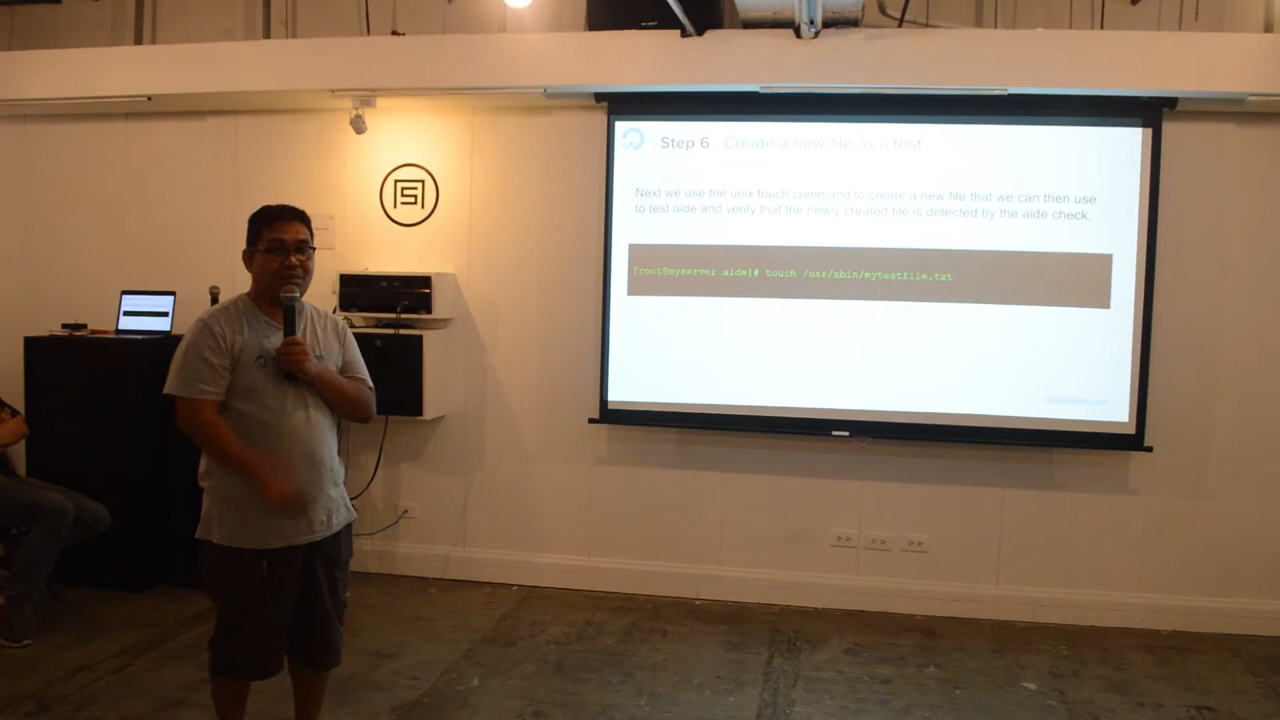 Step 6 - Create a new file as a test
Next we use the unix touch command to create a new file that we can then use
to test aide and verify that the newly created file is detected by the aide check.
[root@myserver aide]# touch /usr/sbin/mytestfile.txt